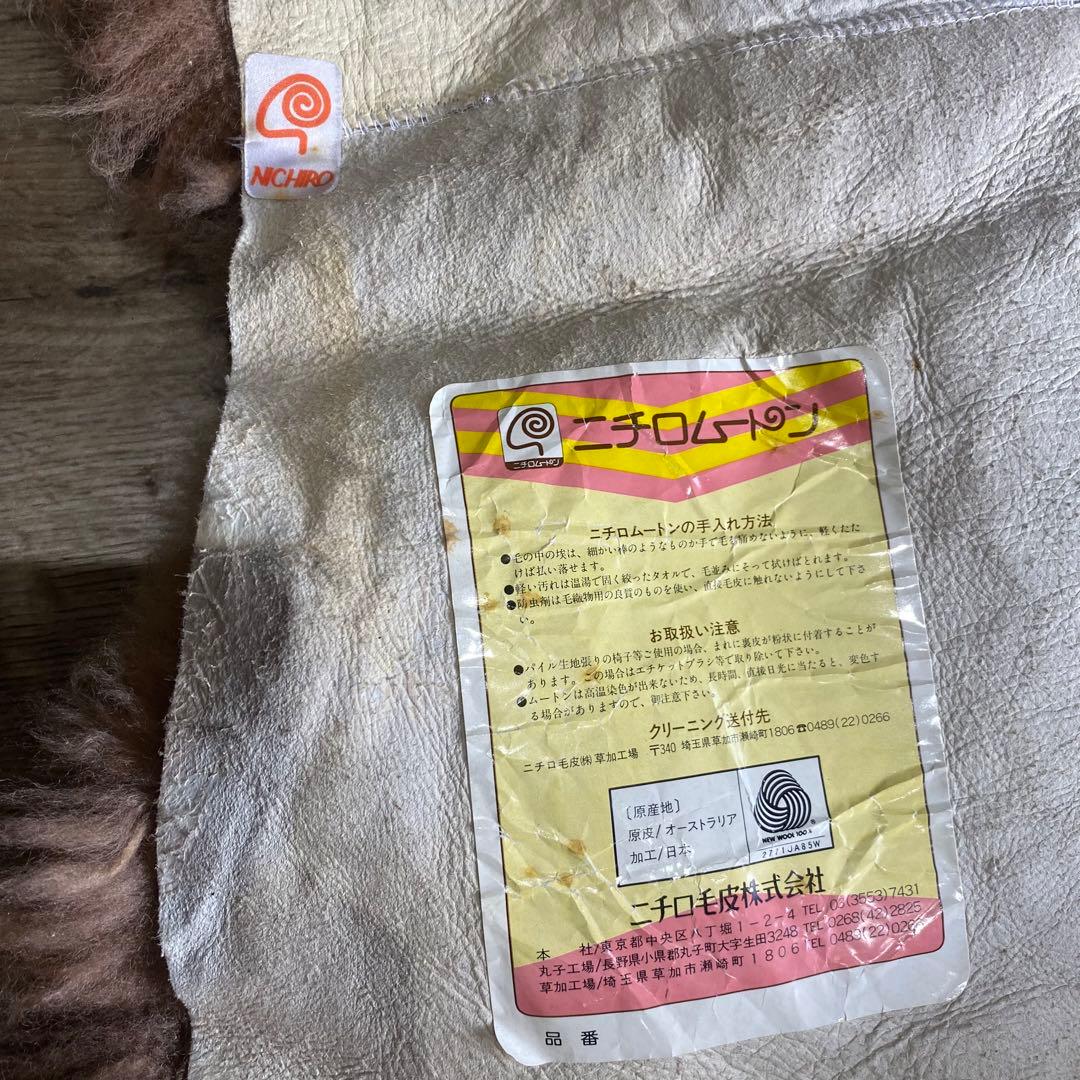 NICHIRO
ニチロムートン
ニチロムートン
ニチロムートンの手入れ方法
●毛の中の埃は、細かい棒のようなものか手で毛を痛めないように、軽くたた
けば払い落せます。
●軽い汚れは温湯で固く絞ったタオルで、毛並みにそって拭けばとれます。
●防虫剤は毛織物用の良質のものを使い、直接毛皮に触れないようにして下さ
い。
お取扱い注意
●パイル生地張りの椅子等ご使用の場合、まれに裏皮が粉状に付着することが
あります。この場合はエチケットブラシ等で取り除いて下さい。
●ムートンは高温染色が出来ないため、長時間、直接日光に当たると、変色す
る場合がありますので、御注意下さい。
クリーニング送付先
ニチロ毛皮㈱草加工場 〒340 埼玉県草加市瀬崎町1806☎0489(22)0266
〔原産地〕
原皮/オーストラリア
加工/日本
NEW WOOL 100%
2771JA85W
ニチロ毛皮株式会社
本 社/東京都中央区八丁堀1-2-4 TEL 03(3553)7431
丸子工場/長野県小県郡丸子町大字生田3248 TEL 0268(42)2825
草加工場/埼玉県草加市瀬崎町1806 TEL 0489(22)026
品番